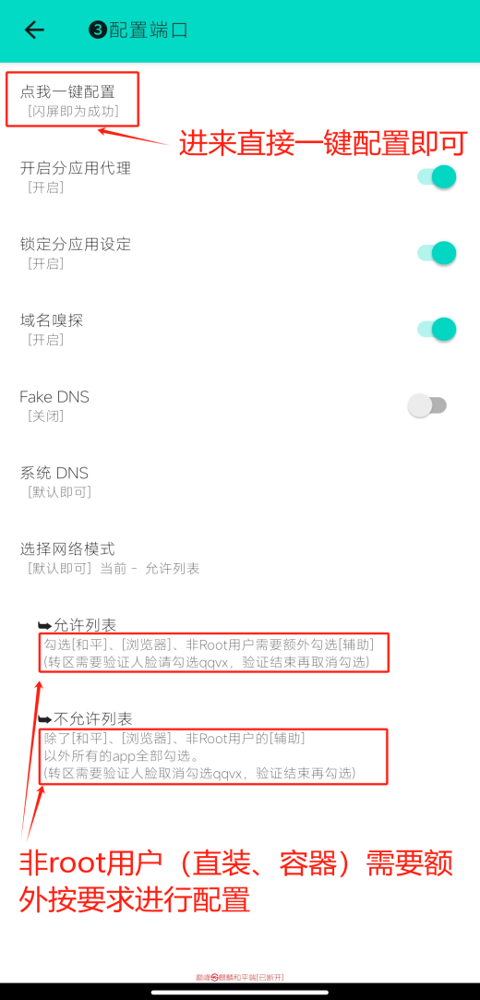 ❸配置端口
点我一键配置
[闪屏即为成功]
进来直接一键配置即可
开启分应用代理
[开启]
锁定分应用设定
[开启]
域名嗅探
[开启]
Fake DNS
[关闭]
系统 DNS
[默认即可]
选择网络模式
[默认即可] 当前 - 允许列表
➥允许列表
勾选[和平]、[浏览器]、非Root用户需要额外勾选[辅助]
(转区需要验证人脸请勾选qqvx，验证结束再取消勾选)
➥不允许列表
除了[和平]、[浏览器]、非Root用户的[辅助]
以外所有的app全部勾选。
(转区需要验证人脸取消勾选qqvx，验证结束再勾选)
非root用户（直装、容器）需要额
外按要求进行配置
巅峰㊿麒麟和平端[已断开]